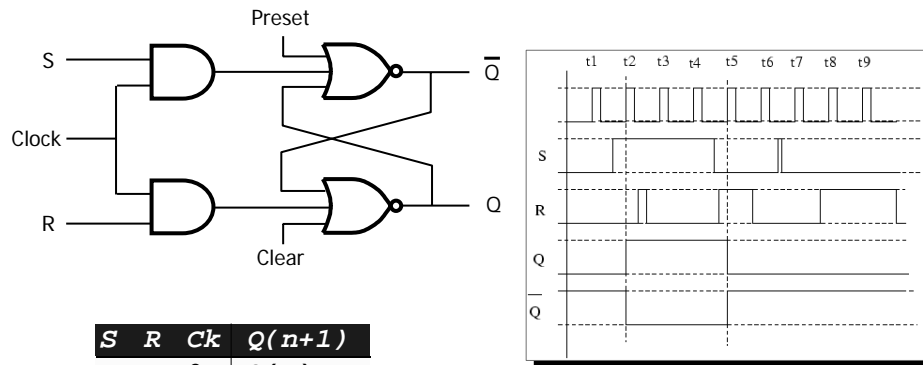 Preset
S
Q
Clock
Q
R
Clear
t1 t2 t3 t4 t5 t6 t7 t8 t9
S
R
Q
Q
S R Ck Q(n+1)